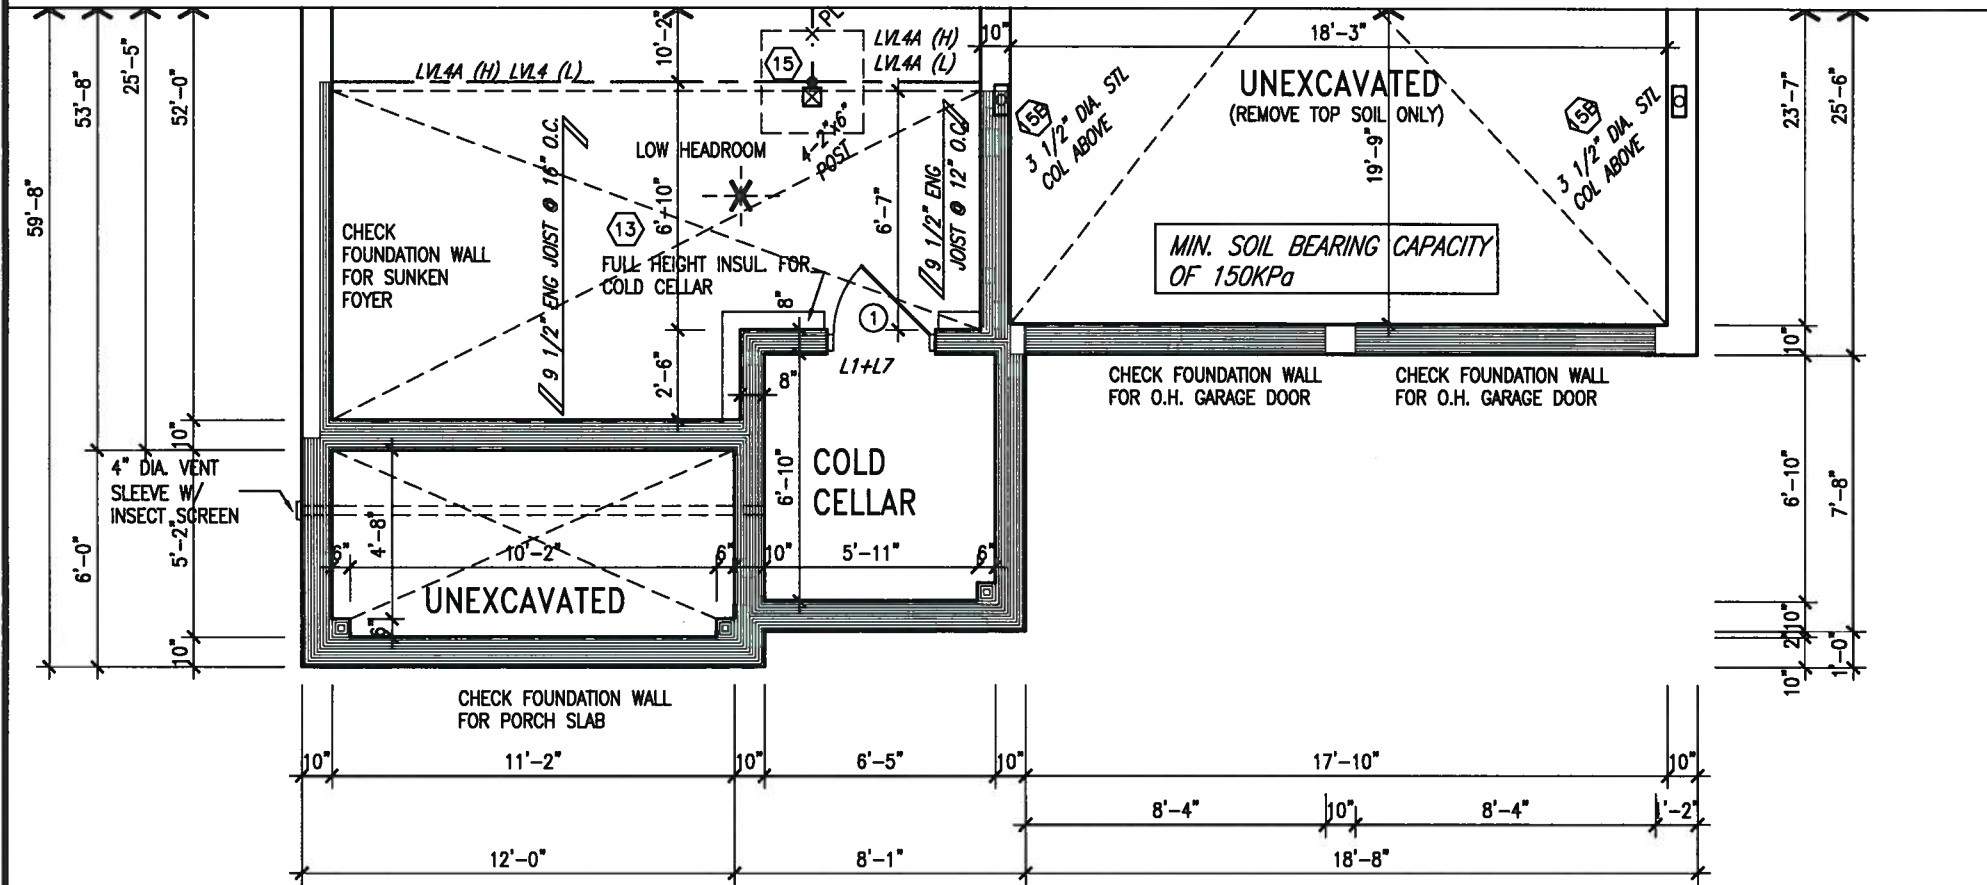 10'-2"
PL
LVL4A (H)
LVL4A (L)
10"
18'-3"
LVL4A (H) LVL4 (L)
15
UNEXCAVATED
(REMOVE TOP SOIL ONLY)
15B
3 1/2" DIA. STL
COL ABOVE
15B
3 1/2" DIA. STL
COL ABOVE
59'-8"
53'-8"
25'-5"
52'-0"
23'-7"
25'-6"
LOW HEADROOM
4-2"x6"
POST
19'-9"
9 1/2" ENG JOIST @ 16" O.C.
6'-10"
6'-7"
9 1/2" ENG
JOIST @ 12" O.C.
13
CHECK
FOUNDATION WALL
FOR SUNKEN
FOYER
FULL HEIGHT INSUL. FOR
COLD CELLAR
MIN. SOIL BEARING CAPACITY
OF 150KPa
8"
1
L1+L7
2'-6"
8"
10"
CHECK FOUNDATION WALL
FOR O.H. GARAGE DOOR
CHECK FOUNDATION WALL
FOR O.H. GARAGE DOOR
10"
4" DIA. VENT
SLEEVE W/
INSECT SCREEN
COLD
CELLAR
6'-10"
6'-10"
7'-8"
6'-0"
5'-2"
4'-8"
6"
10'-2"
6"
10"
5'-11"
6"
UNEXCAVATED
6"
10"
10"
2"
10"
1'-0"
CHECK FOUNDATION WALL
FOR PORCH SLAB
10"
11'-2"
10"
6'-5"
10"
17'-10"
10"
8'-4"
10"
8'-4"
1'-2"
12'-0"
8'-1"
18'-8"